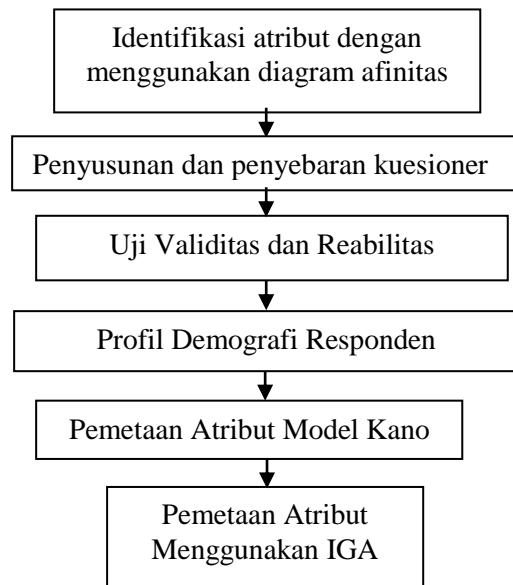 Identifikasi atribut dengan
menggunakan diagram afinitas
Penyusunan dan penyebaran kuesioner
Uji Validitas dan Reabilitas
Profil Demografi Responden
Pemetaan Atribut Model Kano
Pemetaan Atribut
Menggunakan IGA